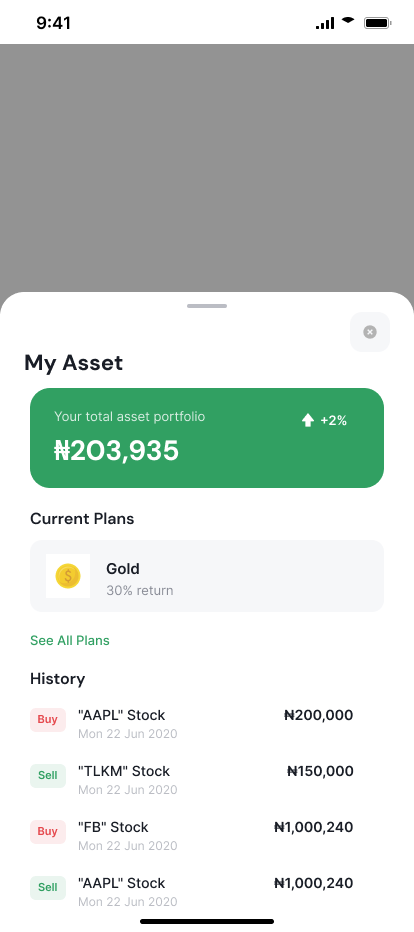 9:41
My Asset
Your total asset portfolio
+2%
₦203,935
Current Plans
Gold
30% return
See All Plans
History
Buy
"AAPL" Stock
₦200,000
Mon 22 Jun 2020
Sell
"TLKM" Stock
₦150,000
Mon 22 Jun 2020
Buy
"FB" Stock
₦1,000,240
Mon 22 Jun 2020
Sell
"AAPL" Stock
₦1,000,240
Mon 22 Jun 2020